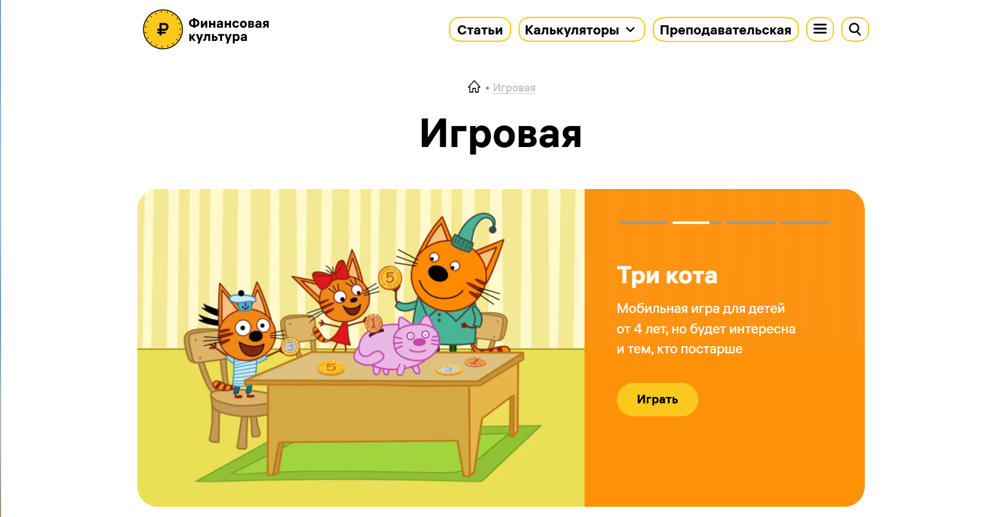 ₽ Финансовая
культура
Статьи Калькуляторы Преподавательская
• Игровая
Игровая
5
1
3
5
3
Три кота
Мобильная игра для детей
от 4 лет, но будет интересна
и тем, кто постарше
Играть